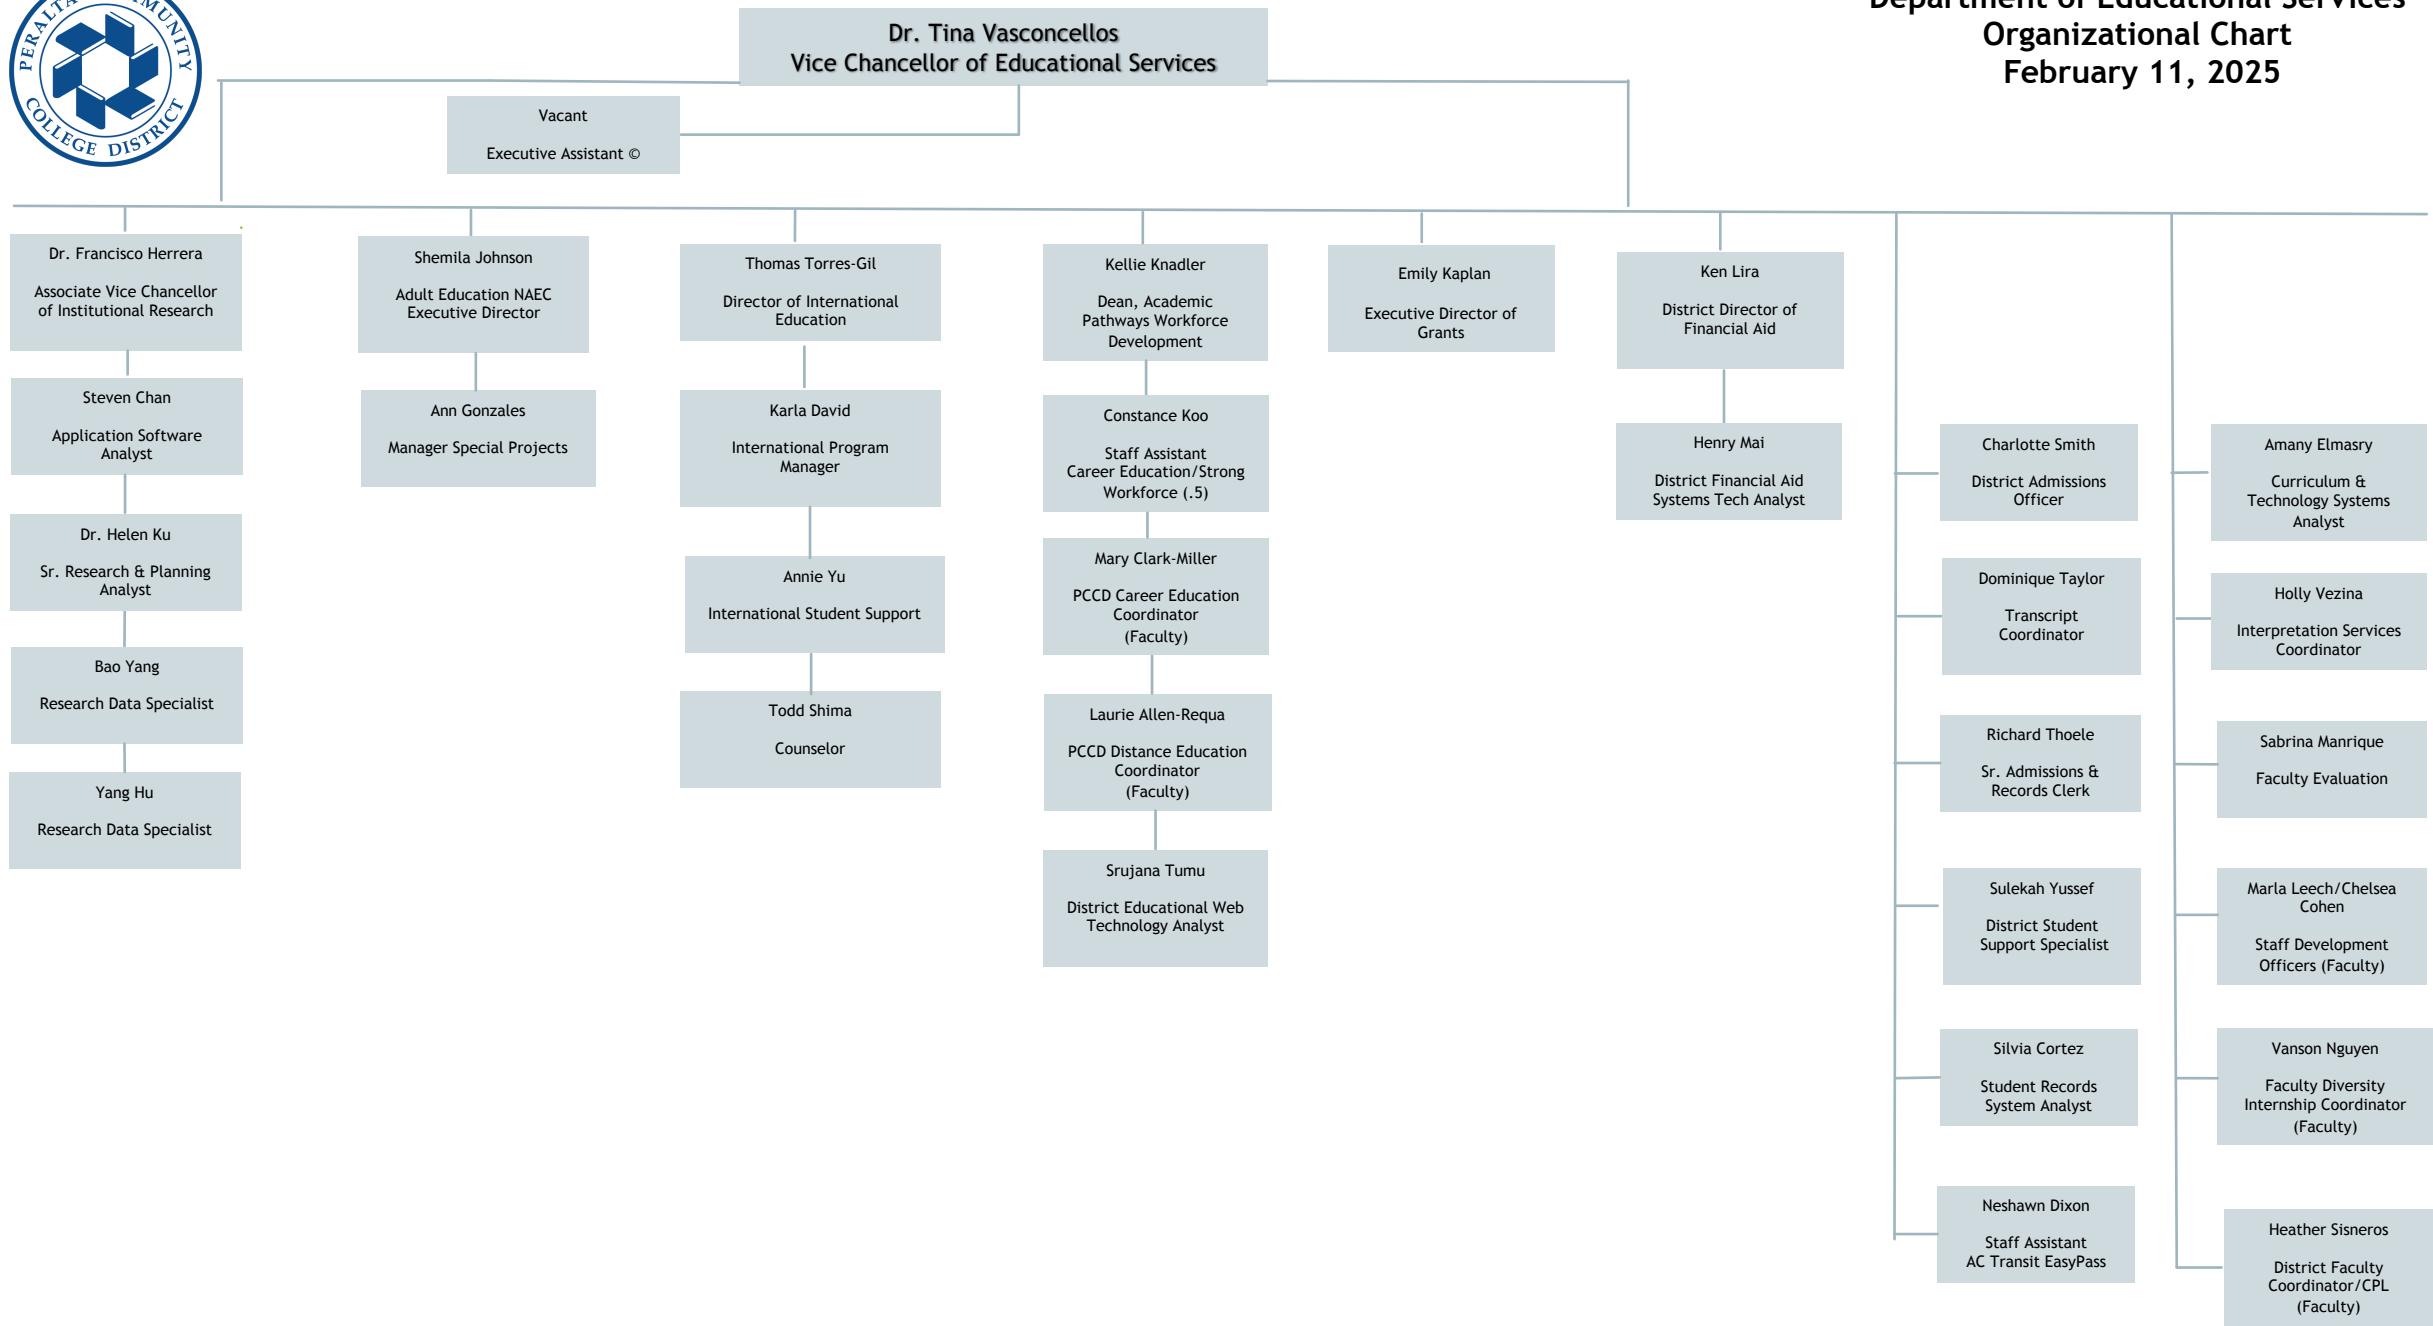 PERALTA
COLLEGE DISTRICT
Department of Educational Services
Organizational Chart
February 11, 2025
Dr. Tina Vasconcellos
Vice Chancellor of Educational Services
Vacant
Executive Assistant ©
Dr. Francisco Herrera
Associate Vice Chancellor
of Institutional Research
Steven Chan
Application Software
Analyst
Dr. Helen Ku
Sr. Research & Planning
Analyst
Bao Yang
Research Data Specialist
Yang Hu
Research Data Specialist
Shemila Johnson
Adult Education NAEC
Executive Director
Ann Gonzales
Manager Special Projects
Thomas Torres-Gil
Director of International
Education
Karla David
International Program
Manager
Annie Yu
International Student Support
Todd Shima
Counselor
Kellie Knadler
Dean, Academic
Pathways Workforce
Development
Constance Koo
Staff Assistant
Career Education/Strong
Workforce (.5)
Mary Clark-Miller
PCCD Career Education
Coordinator
(Faculty)
Laurie Allen-Requa
PCCD Distance Education
Coordinator
(Faculty)
Srujana Tumu
District Educational Web
Technology Analyst
Emily Kaplan
Executive Director of
Grants
Ken Lira
District Director of
Financial Aid
Henry Mai
District Financial Aid
Systems Tech Analyst
Charlotte Smith
District Admissions
Officer
Dominique Taylor
Transcript
Coordinator
Richard Thoele
Sr. Admissions &
Records Clerk
Sulekah Yussef
District Student
Support Specialist
Silvia Cortez
Student Records
System Analyst
Neshawn Dixon
Staff Assistant
AC Transit EasyPass
Amany Elmasry
Curriculum &
Technology Systems
Analyst
Holly Vezina
Interpretation Services
Coordinator
Sabrina Manrique
Faculty Evaluation
Marla Leech/Chelsea
Cohen
Staff Development
Officers (Faculty)
Vanson Nguyen
Faculty Diversity
Internship Coordinator
(Faculty)
Heather Sisneros
District Faculty
Coordinator/CPL
(Faculty)